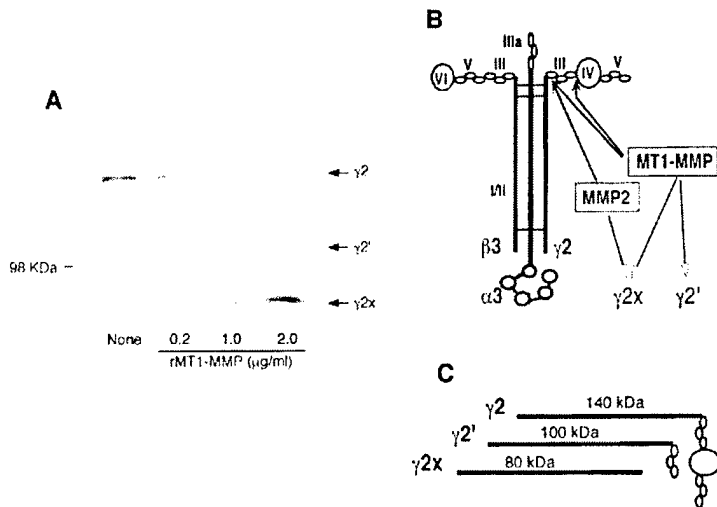 A
γ2
γ2'
98 KDa
γ2x
None 0.2 1.0 2.0
rMT1-MMP (μg/ml)
B
IIIa
V III III V
VI IV
MT1-MMP
I/II
MMP2
β3 γ2
α3
γ2x γ2'
C
γ2 140 kDa
γ2' 100 kDa
γ2x 80 kDa